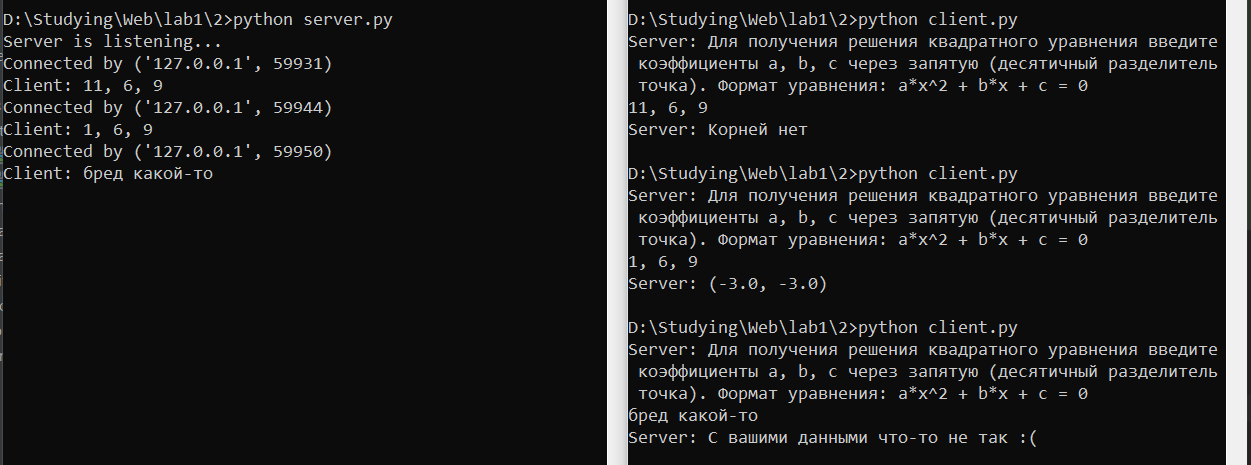 D:\Studying\Web\lab1\2>python server.py
Server is listening...
Connected by ('127.0.0.1', 59931)
Client: 11, 6, 9
Connected by ('127.0.0.1', 59944)
Client: 1, 6, 9
Connected by ('127.0.0.1', 59950)
Client: бред какой-то
D:\Studying\Web\lab1\2>python client.py
Server: Для получения решения квадратного уравнения введите
коэффициенты a, b, c через запятую (десятичный разделитель
точка). Формат уравнения: a*x^2 + b*x + c = 0
11, 6, 9
Server: Корней нет
D:\Studying\Web\lab1\2>python client.py
Server: Для получения решения квадратного уравнения введите
коэффициенты a, b, c через запятую (десятичный разделитель
точка). Формат уравнения: a*x^2 + b*x + c = 0
1, 6, 9
Server: (-3.0, -3.0)
D:\Studying\Web\lab1\2>python client.py
Server: Для получения решения квадратного уравнения введите
коэффициенты a, b, c через запятую (десятичный разделитель
точка). Формат уравнения: a*x^2 + b*x + c = 0
бред какой-то
Server: С вашими данными что-то не так :(